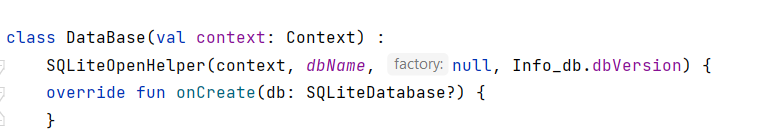 class DataBase(val context: Context) :
SQLiteOpenHelper(context, dbName, factory: null, Info_db.dbVersion) {
override fun onCreate(db: SQLiteDatabase?) {
}